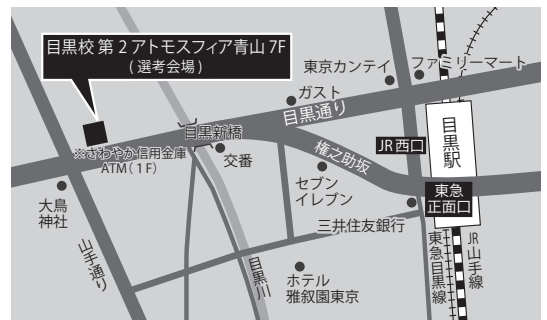 目黒校 第2アトモスフィア青山 7F
(選考会場)
東京カンテイ
ファミリーマート
ガスト
目黒通り
目黒新橋
※さわやか信用金庫
ATM(1F)
交番
権之助坂
JR西口
目黒駅
セブン
イレブン
東急
正面口
大鳥
神社
三井住友銀行
山手通り
目黒川
ホテル
雅叙園東京
東急目黒線
JR山手線